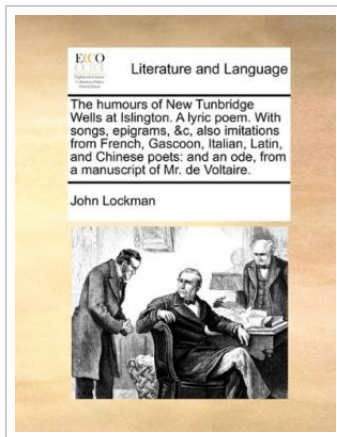 ECCO
Literature and Language
The humours of New Tunbridge
Wells at Islington. A lyric poem. With
songs, epigrams, &c, also imitations
from French, Gascoon, Italian, Latin,
and Chinese poets: and an ode, from
a manuscript of Mr. de Voltaire.
John Lockman